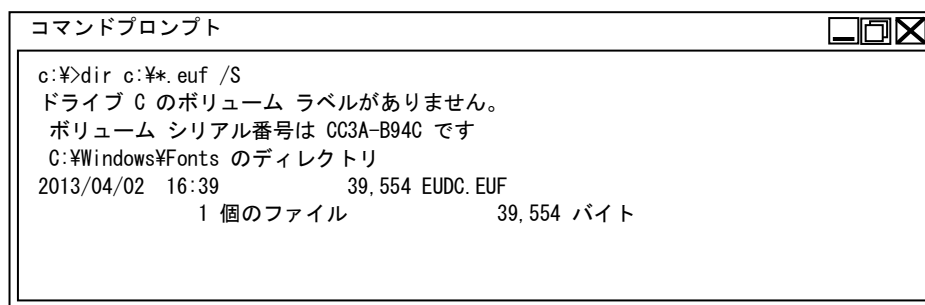 コマンドプロンプト
c:¥>dir c:¥*.euf /S
ドライブ C のボリューム ラベルがありません。
ボリューム シリアル番号は CC3A-B94C です
C:¥Windows¥Fonts のディレクトリ
2013/04/02 16:39 39,554 EUDC.EUF
1 個のファイル 39,554 バイト